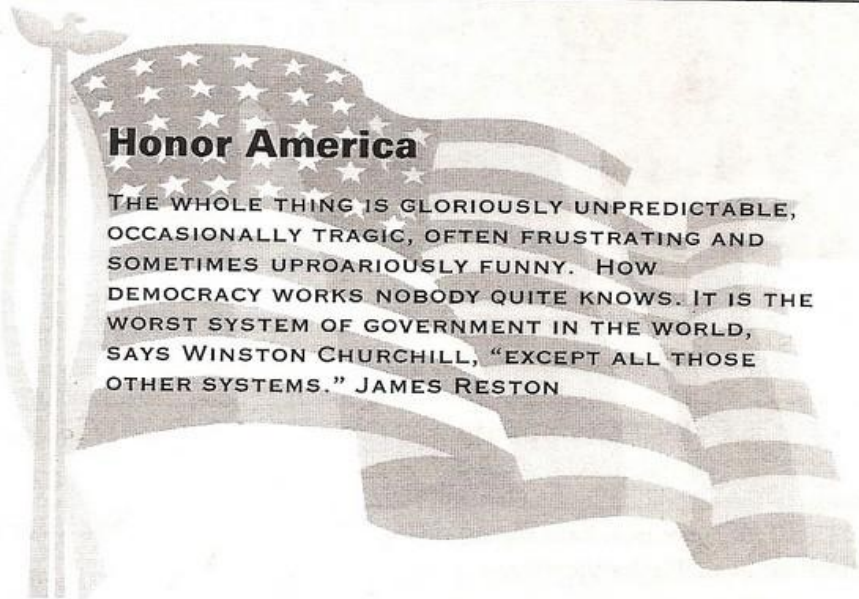 Honor America
THE WHOLE THING IS GLORIOUSLY UNPREDICTABLE,
OCCASIONALLY TRAGIC, OFTEN FRUSTRATING AND
SOMETIMES UPROARIOUSLY FUNNY. HOW
DEMOCRACY WORKS NOBODY QUITE KNOWS. IT IS THE
WORST SYSTEM OF GOVERNMENT IN THE WORLD,
SAYS WINSTON CHURCHILL, “EXCEPT ALL THOSE
OTHER SYSTEMS.” JAMES RESTON